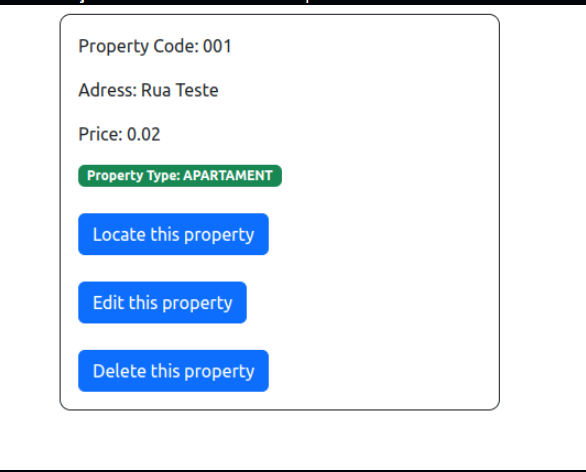 Property Code: 001
Adress: Rua Teste
Price: 0.02
Property Type: APARTAMENT
Locate this property
Edit this property
Delete this property